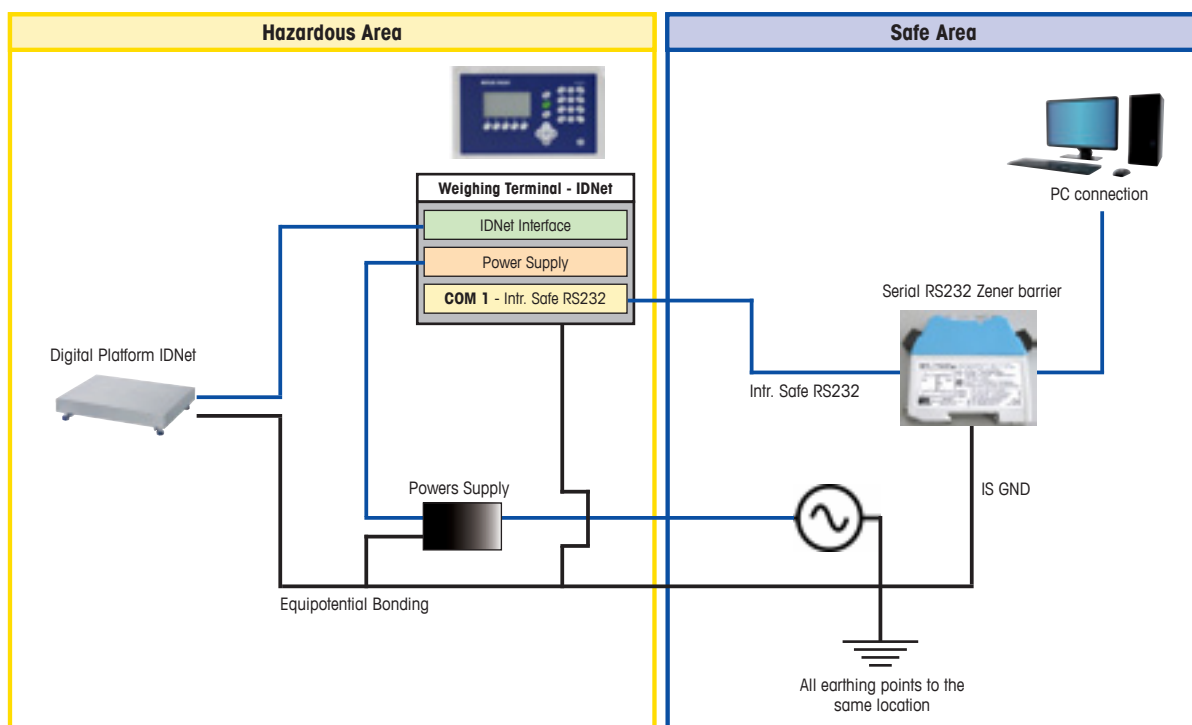 Hazardous Area
Safe Area
Weighing Terminal - IDNet
IDNet Interface
Power Supply
COM 1 - Intr. Safe RS232
PC connection
Serial RS232 Zener barrier
Digital Platform IDNet
Intr. Safe RS232
Powers Supply
IS GND
Equipotential Bonding
All earthing points to the
same location